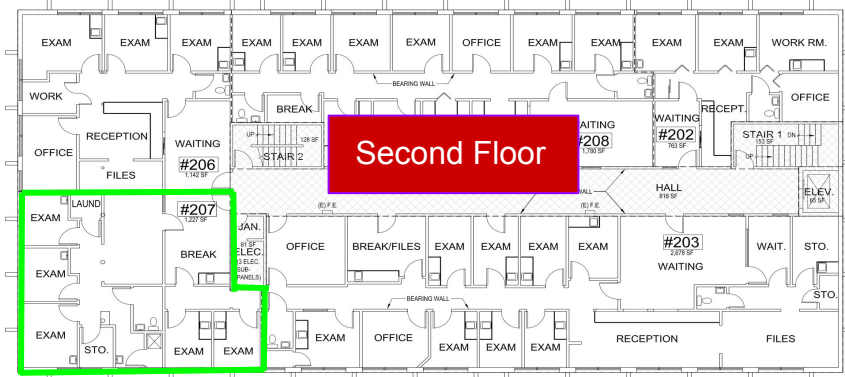 EXAM EXAM EXAM EXAM EXAM EXAM EXAM OFFICE EXAM EXAM EXAM EXAM WORK RM.
BEARING WALL
WORK
BREAK
RECEPT.
OFFICE
RECEPTION
WAITING
#206
1,142 SF
UP
128 SF
STAIR 2
Second Floor
WAITING
#208
1,780 SF
WAITING
#202
763 SF
STAIR 1 DN
153 SF
UP
OFFICE
FILES
WALL
HALL
816 SF
ELEV.
65 SF
EXAM
LAUND
#207
1,227 SF
(E) F.E.
(E) F.E.
JAN.
81 SF
ELEC.
(3 ELEC.
SUB-
PANELS)
BREAK
OFFICE
BREAK/FILES
EXAM
EXAM
EXAM
EXAM
#203
2,678 SF
WAITING
WAIT.
STO.
EXAM
STO.
BEARING WALL
EXAM
STO.
EXAM
EXAM
EXAM
OFFICE
EXAM
EXAM
EXAM
RECEPTION
FILES